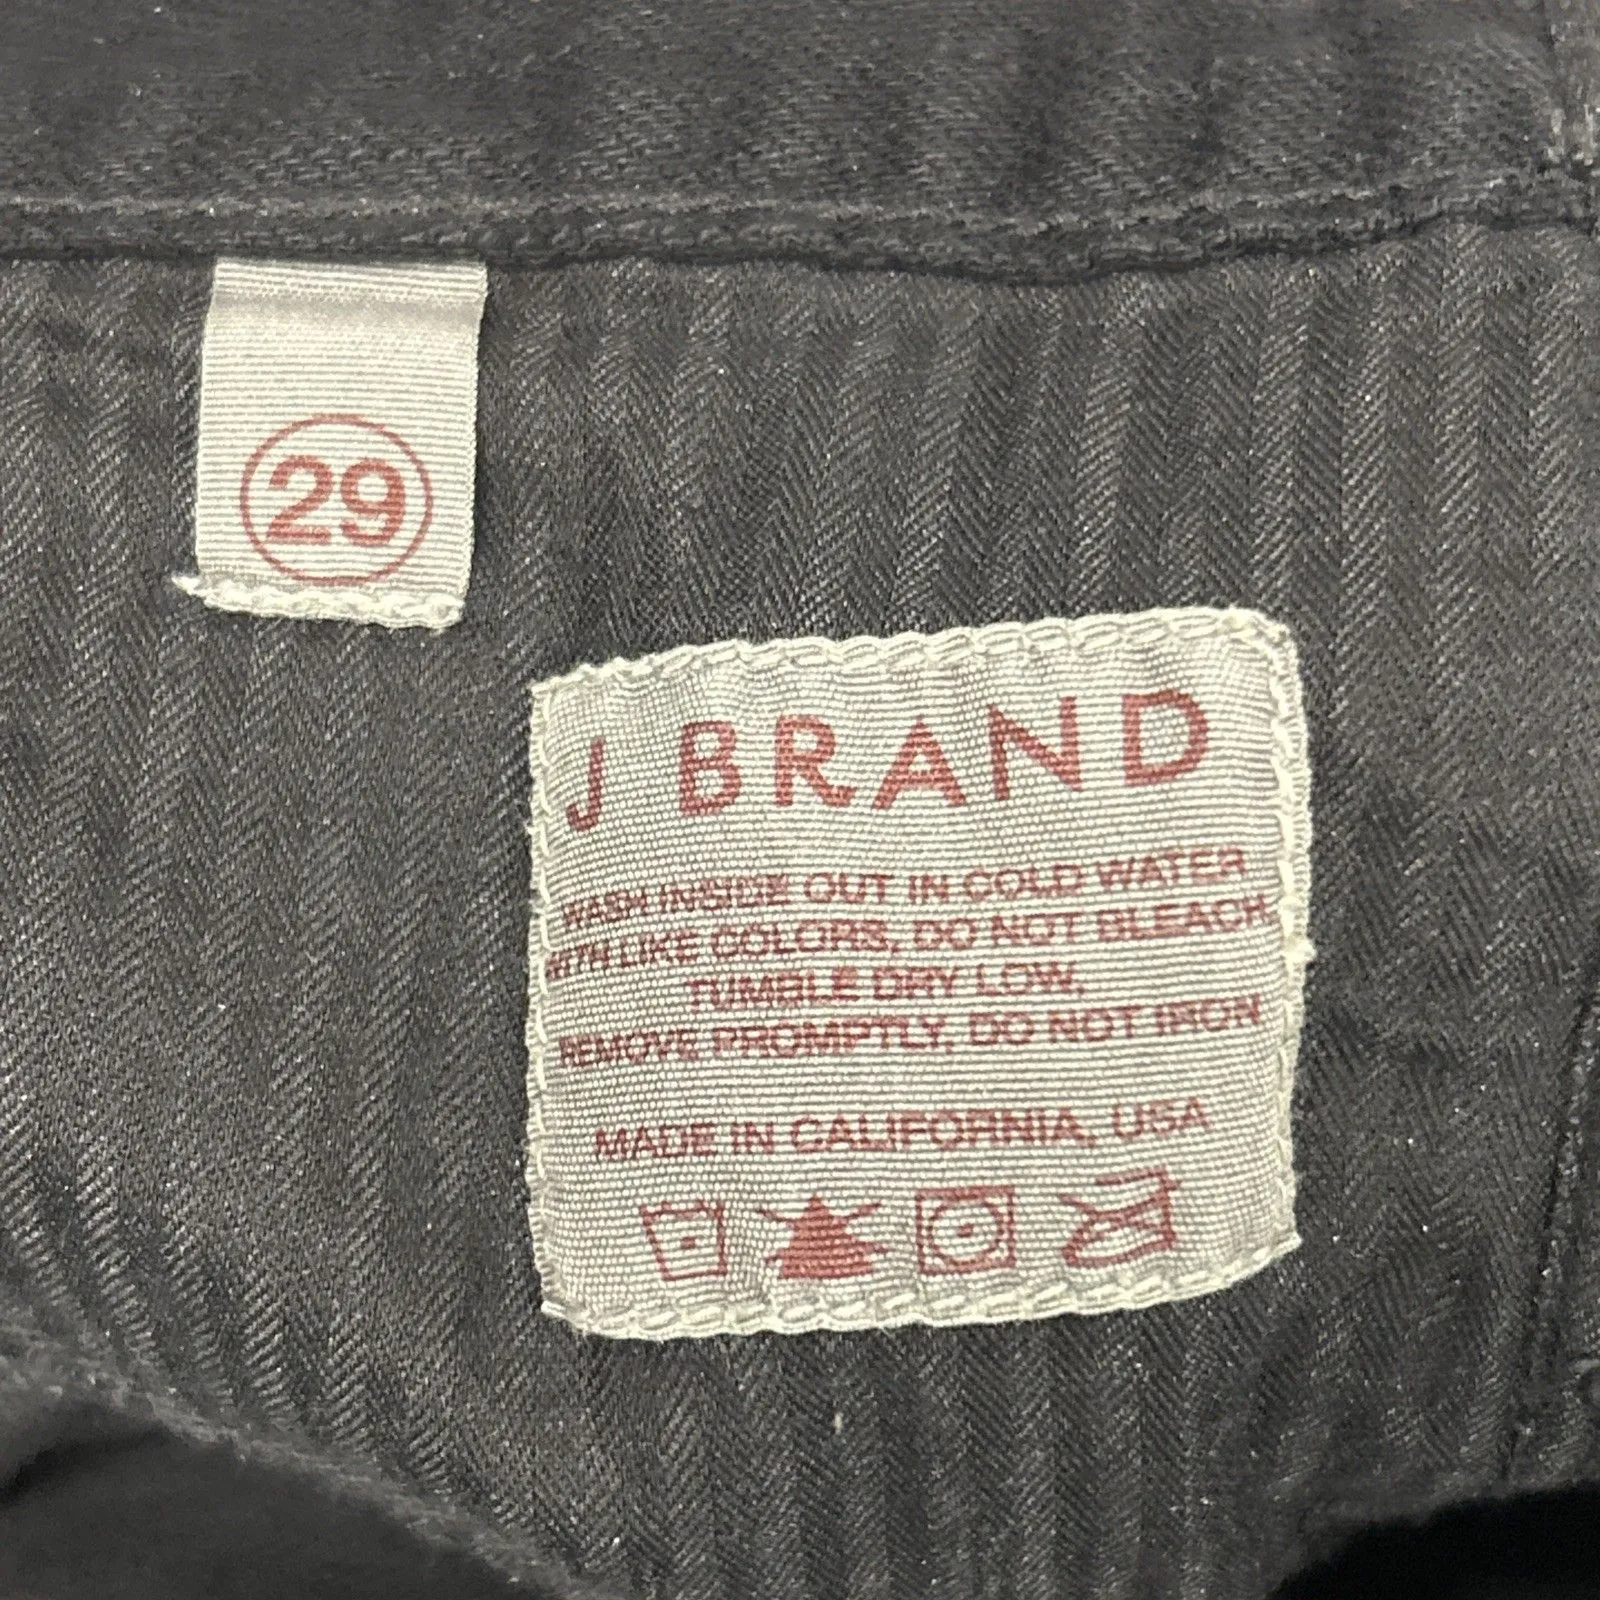 29
J BRAND
WASH INSIDE OUT IN COLD WATER
WITH LIKE COLORS, DO NOT BLEACH
TUMBLE DRY LOW,
REMOVE PROMPTLY, DO NOT IRON
MADE IN CALIFORNIA, USA